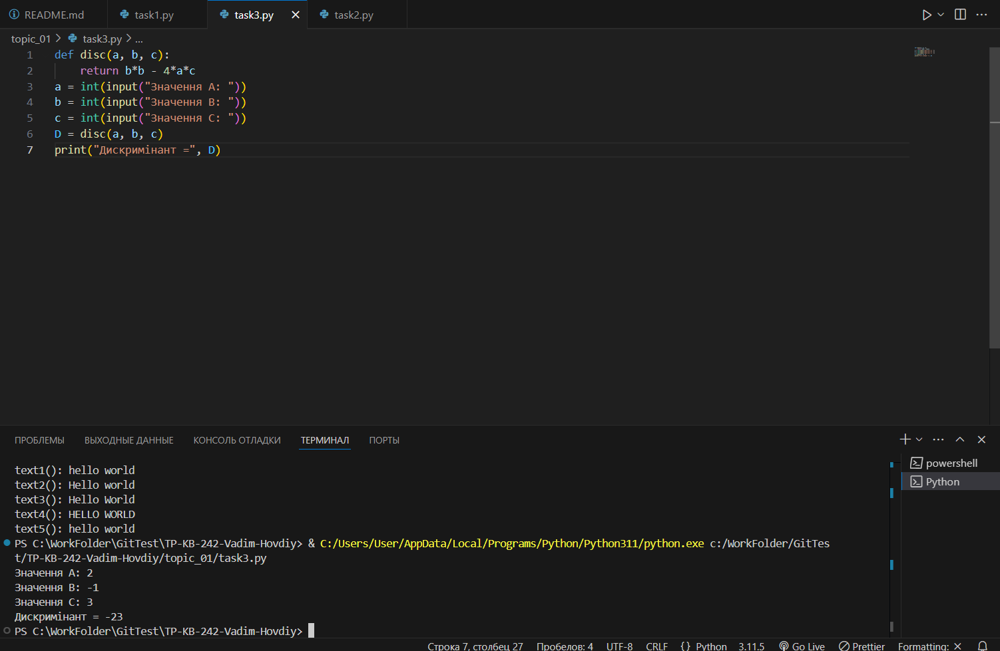 README.md task1.py task3.py task2.py
topic_01 > task3.py > ...
1 def disc(a, b, c):
2 return b*b - 4*a*c
3 a = int(input("Значення A: "))
4 b = int(input("Значення B: "))
5 c = int(input("Значення C: "))
6 D = disc(a, b, c)
7 print("Дискримінант =", D)
ПРОБЛЕМЫ ВЫХОДНЫЕ ДАННЫЕ КОНСОЛЬ ОТЛАДКИ ТЕРМИНАЛ ПОРТЫ
powershell
Python
text1(): hello world
text2(): Hello world
text3(): Hello World
text4(): HELLO WORLD
text5(): hello world
PS C:\WorkFolder\GitTest\TP-KB-242-Vadim-Hovdiy> & C:/Users/User/AppData/Local/Programs/Python/Python311/python.exe c:/WorkFolder/GitTes
t/TP-KB-242-Vadim-Hovdiy/topic_01/task3.py
Значення A: 2
Значення B: -1
Значення C: 3
Дискримінант = -23
PS C:\WorkFolder\GitTest\TP-KB-242-Vadim-Hovdiy>
Строка 7, столбец 27 Пробелов: 4 UTF-8 CRLF {} Python 3.11.5 Go Live Prettier Formatting: ×